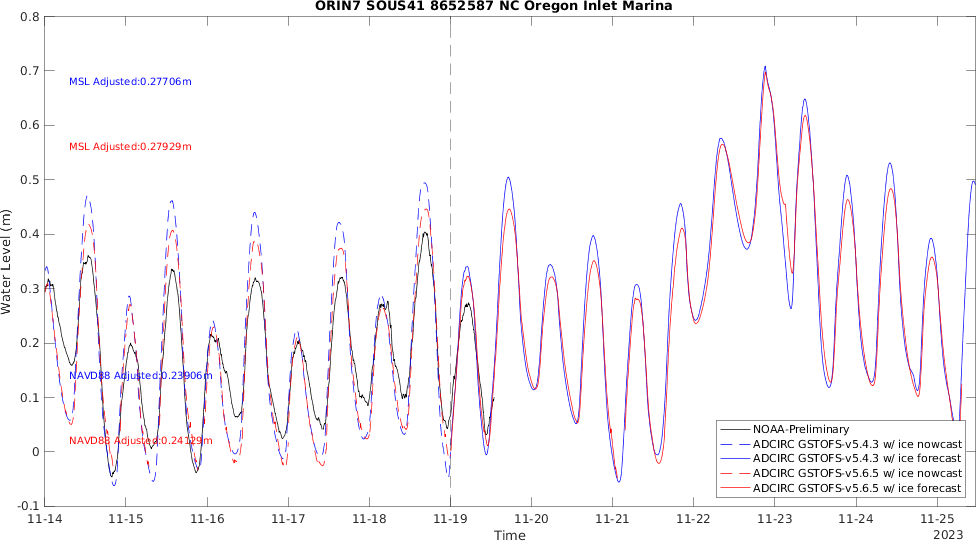 ORIN7 SOUS41 8652587 NC Oregon Inlet Marina
0.8
0.7
MSL Adjusted:0.27706m
0.6
MSL Adjusted:0.27929m
0.5
0.4
Water Level (m)
0.3
0.2
NAVD88 Adjusted:0.23906m
0.1
NAVD88 Adjusted:0.24129m
0
-0.1
NOAA-Preliminary
ADCIRC GSTOFS-v5.4.3 w/ ice nowcast
ADCIRC GSTOFS-v5.4.3 w/ ice forecast
ADCIRC GSTOFS-v5.6.5 w/ ice nowcast
ADCIRC GSTOFS-v5.6.5 w/ ice forecast
11-14 11-15 11-16 11-17 11-18 11-19 11-20 11-21 11-22 11-23 11-24 11-25
Time
2023